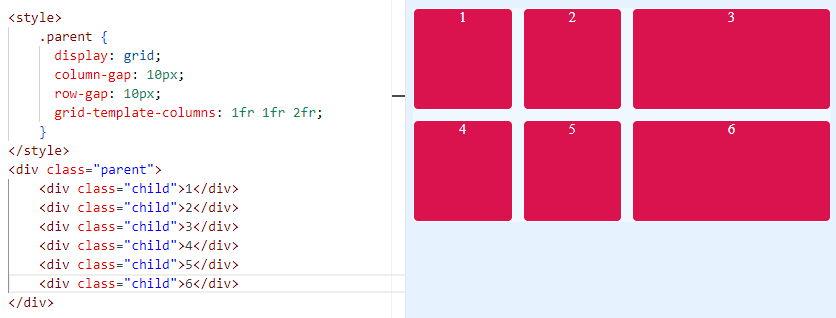 <style>
.parent {
display: grid;
column-gap: 10px;
row-gap: 10px;
grid-template-columns: 1fr 1fr 2fr;
}
</style>
<div class="parent">
<div class="child">1</div>
<div class="child">2</div>
<div class="child">3</div>
<div class="child">4</div>
<div class="child">5</div>
<div class="child">6</div>
</div>
1 2 3
4 5 6